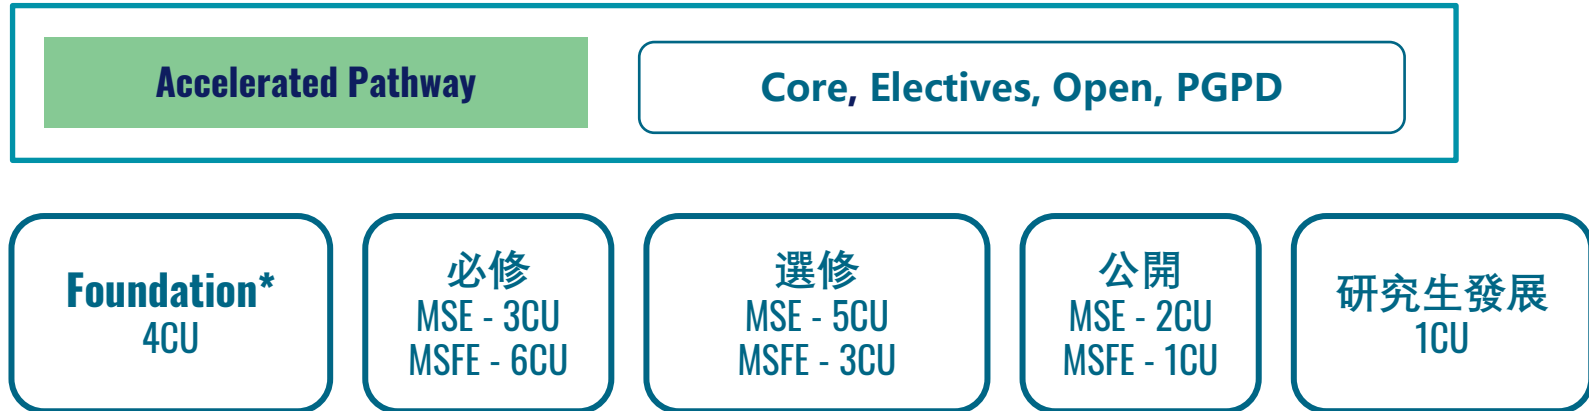 Accelerated Pathway
Core, Electives, Open, PGPD
Foundation*
4CU
必修
MSE - 3CU
MSFE - 6CU
選修
MSE - 5CU
MSFE - 3CU
公開
MSE - 2CU
MSFE - 1CU
研究生發展
1CU